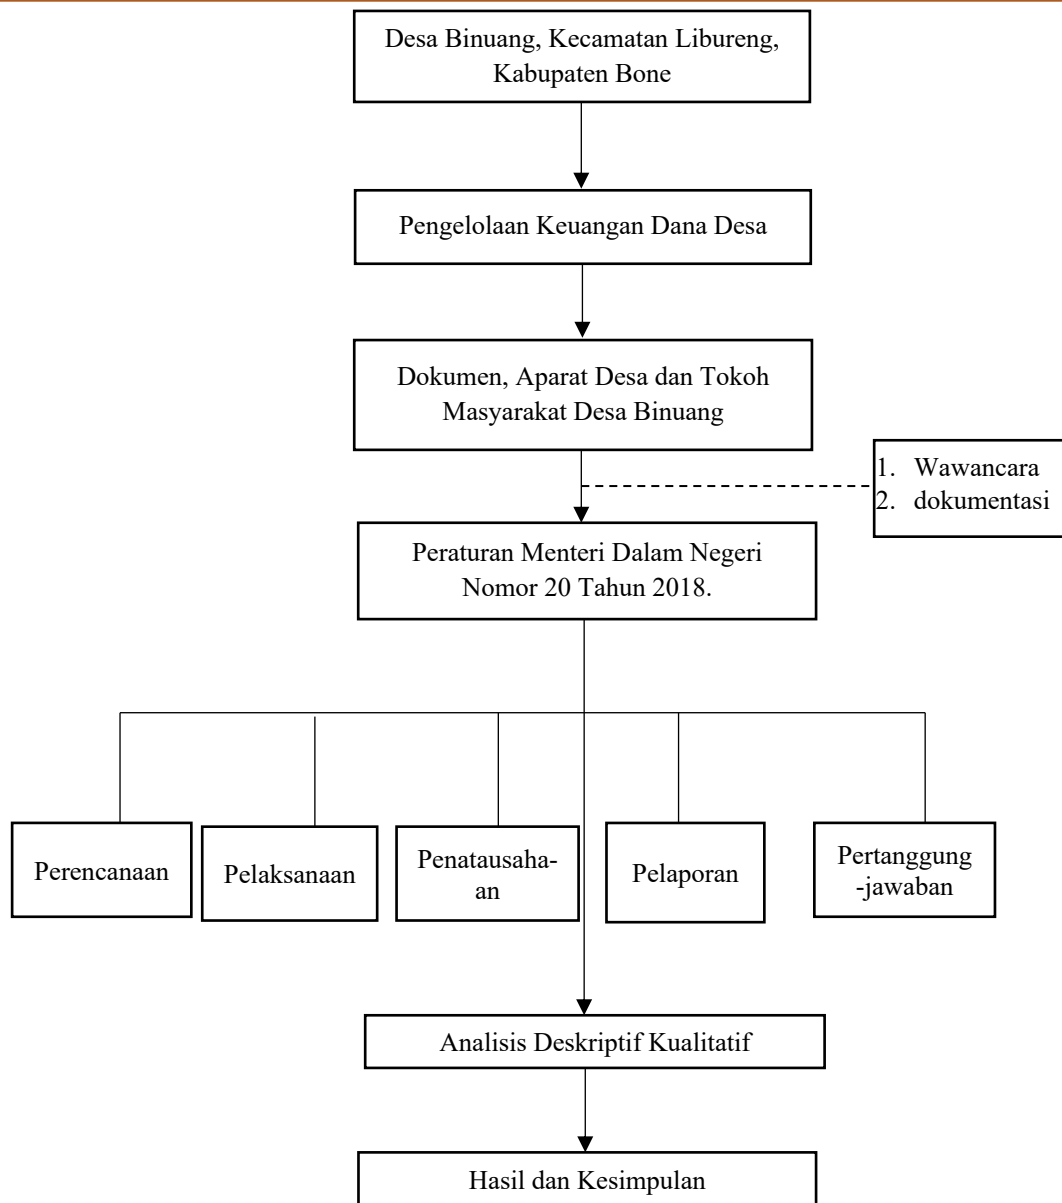 Desa Binuang, Kecamatan Libureng,
Kabupaten Bone
Pengelolaan Keuangan Dana Desa
Dokumen, Aparat Desa dan Tokoh
Masyarakat Desa Binuang
1. Wawancara
2. dokumentasi
Peraturan Menteri Dalam Negeri
Nomor 20 Tahun 2018.
Perencanaan
Pelaksanaan
Penatausaha-
an
Pelaporan
Pertanggung
-jawaban
Analisis Deskriptif Kualitatif
Hasil dan Kesimpulan